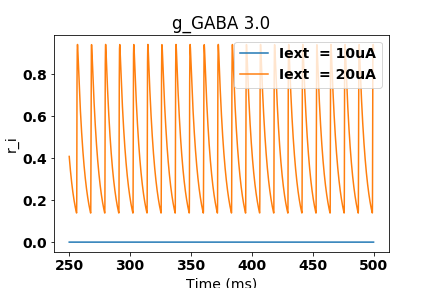 g_GABA 3.0
Iext  = 10uA
Iext  = 20uA
r_i
0.8
0.6
0.4
0.2
0.0
250 300 350 400 450 500
Time (ms)